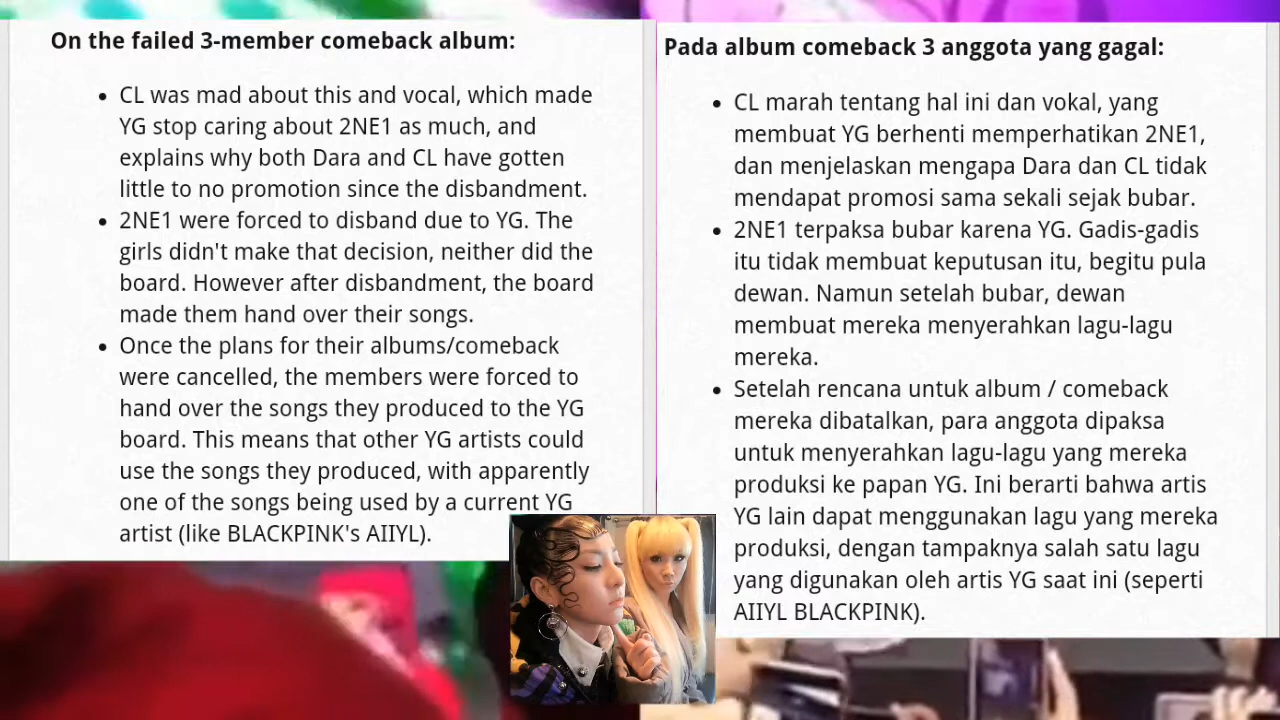 On the failed 3-member comeback album:
• CL was mad about this and vocal, which made
YG stop caring about 2NE1 as much, and
explains why both Dara and CL have gotten
little to no promotion since the disbandment.
• 2NE1 were forced to disband due to YG. The
girls didn't make that decision, neither did the
board. However after disbandment, the board
made them hand over their songs.
• Once the plans for their albums/comeback
were cancelled, the members were forced to
hand over the songs they produced to the YG
board. This means that other YG artists could
use the songs they produced, with apparently
one of the songs being used by a current YG
artist (like BLACKPINK's AIIYL).
Pada album comeback 3 anggota yang gagal:
• CL marah tentang hal ini dan vokal, yang
membuat YG berhenti memperhatikan 2NE1,
dan menjelaskan mengapa Dara dan CL tidak
mendapat promosi sama sekali sejak bubar.
• 2NE1 terpaksa bubar karena YG. Gadis-gadis
itu tidak membuat keputusan itu, begitu pula
dewan. Namun setelah bubar, dewan
membuat mereka menyerahkan lagu-lagu
mereka.
• Setelah rencana untuk album / comeback
mereka dibatalkan, para anggota dipaksa
untuk menyerahkan lagu-lagu yang mereka
produksi ke papan YG. Ini berarti bahwa artis
YG lain dapat menggunakan lagu yang mereka
produksi, dengan tampaknya salah satu lagu
yang digunakan oleh artis YG saat ini (seperti
AIIYL BLACKPINK).